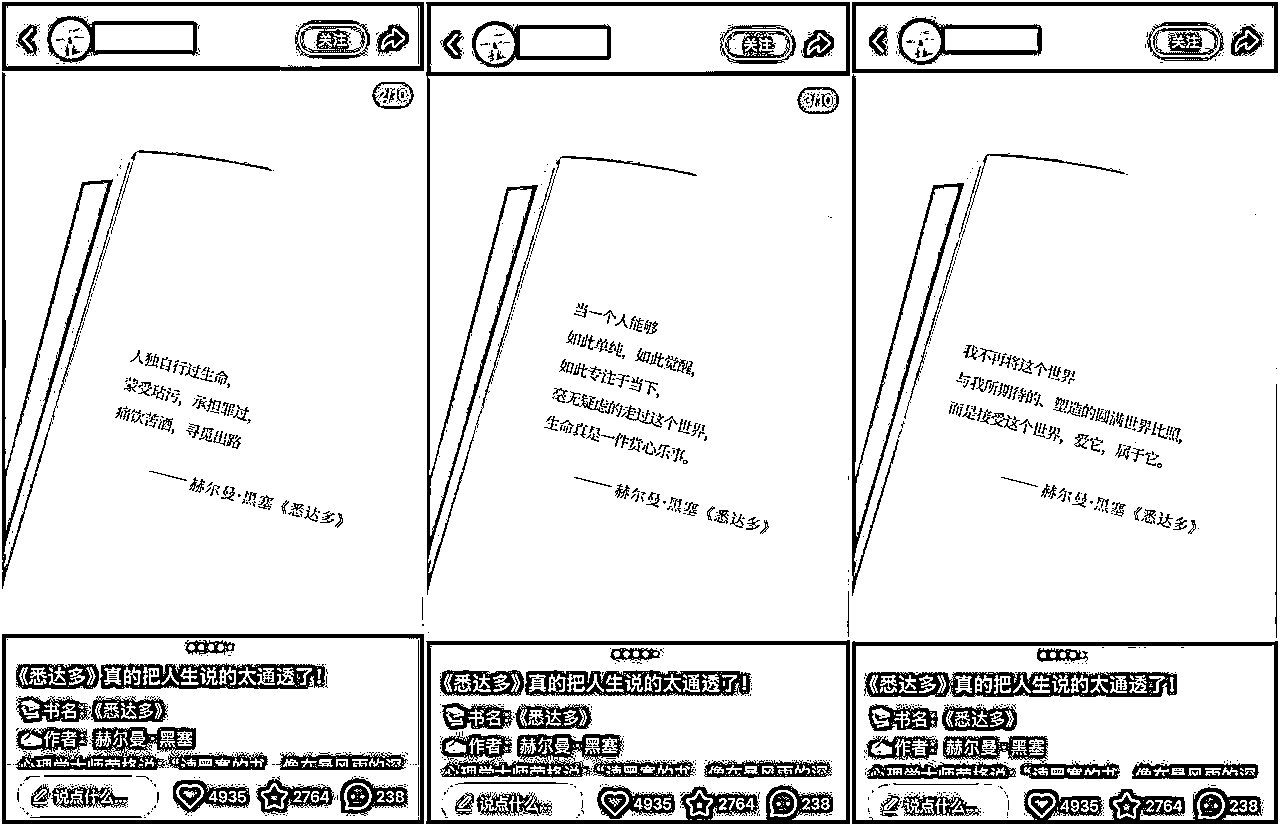 关注
2/10
人独自行过生命，
蒙受玷污，承担罪过，
痛饮苦酒，寻觅出路
——赫尔曼·黑塞《悉达多》
《悉达多》真的把人生说的太通透了！
书名：《悉达多》
作者：赫尔曼·黑塞
说点什么...
4935
2764
238
关注
3/10
当一个人能够
如此单纯，如此觉醒，
如此专注于当下，
毫无疑虑的走过这个世界，
生命真是一件赏心乐事。
——赫尔曼·黑塞《悉达多》
《悉达多》真的把人生说的太通透了！
书名：《悉达多》
作者：赫尔曼·黑塞
说点什么...
4935
2764
238
关注
我不再将这个世界
与我所期待的、塑造的圆满世界比照，
而是接受这个世界，爱它，属于它。
——赫尔曼·黑塞《悉达多》
《悉达多》真的把人生说的太通透了！
书名：《悉达多》
作者：赫尔曼·黑塞
说点什么...
4935
2764
238